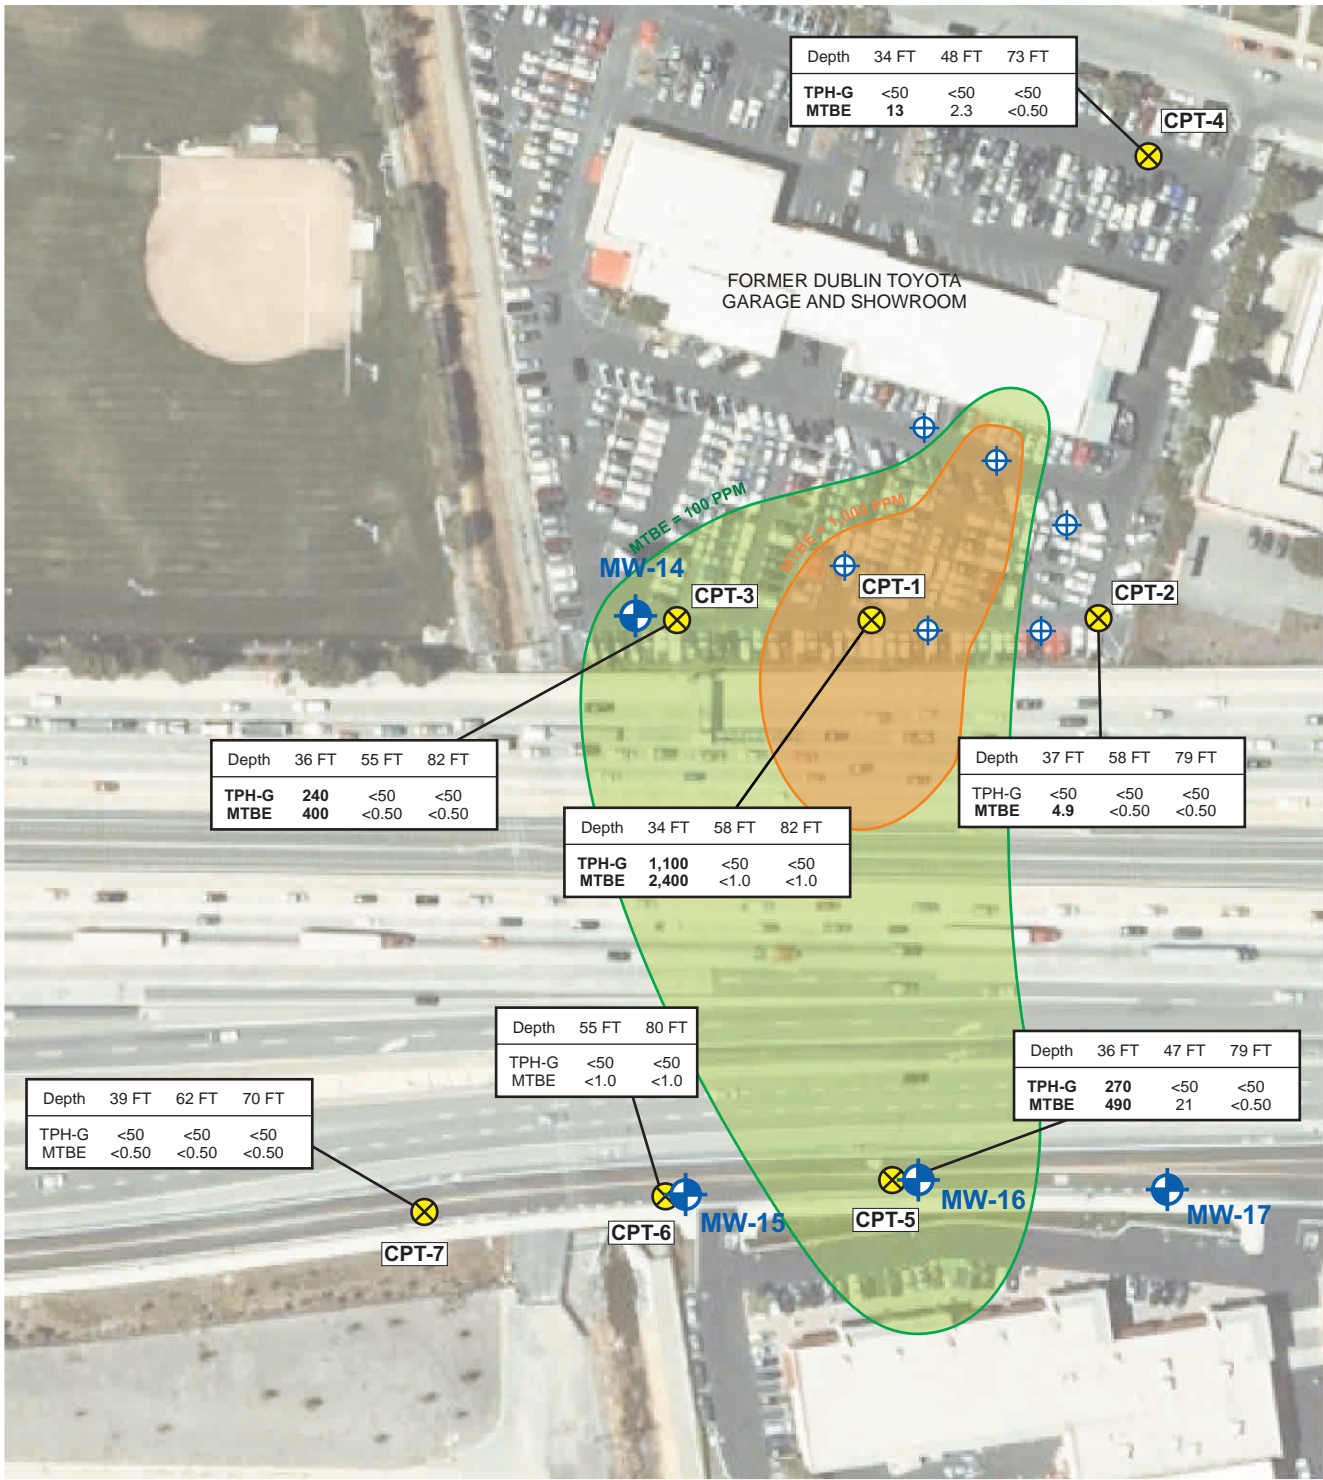 Depth 34 FT 48 FT 73 FT
TPH-G <50 <50 <50
MTBE 13 2.3 <0.50
CPT-4
FORMER DUBLIN TOYOTA
GARAGE AND SHOWROOM
MTBE = 100 PPM
MTBE = 1,000 PPM
MW-14
CPT-3
CPT-1
CPT-2
Depth 36 FT 55 FT 82 FT
TPH-G 240 <50 <50
MTBE 400 <0.50 <0.50
Depth 37 FT 58 FT 79 FT
TPH-G <50 <50 <50
MTBE 4.9 <0.50 <0.50
Depth 34 FT 58 FT 82 FT
TPH-G 1,100 <50 <50
MTBE 2,400 <1.0 <1.0
Depth 55 FT 80 FT
TPH-G <50 <50
MTBE <1.0 <1.0
Depth 36 FT 47 FT 79 FT
TPH-G 270 <50 <50
MTBE 490 21 <0.50
Depth 39 FT 62 FT 70 FT
TPH-G <50 <50 <50
MTBE <0.50 <0.50 <0.50
CPT-7
CPT-6
MW-15
CPT-5
MW-16
MW-17